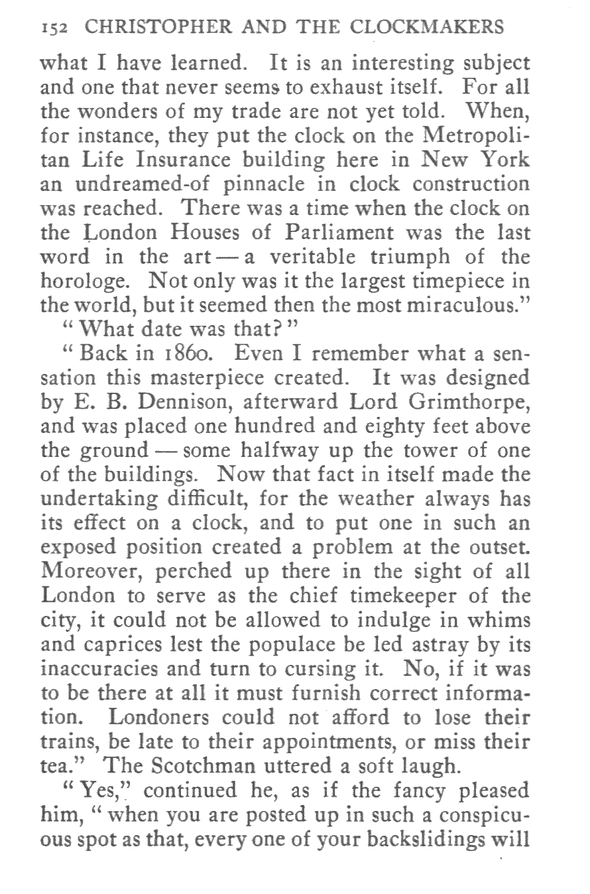 152 CHRISTOPHER AND THE CLOCKMAKERS
what I have learned. It is an interesting subject
and one that never seems to exhaust itself. For all
the wonders of my trade are not yet told. When,
for instance, they put the clock on the Metropoli-
tan Life Insurance building here in New York
an undreamed-of pinnacle in clock construction
was reached. There was a time when the clock on
the London Houses of Parliament was the last
word in the art — a veritable triumph of the
horologe. Not only was it the largest timepiece in
the world, but it seemed then the most miraculous.”
“What date was that?”
“Back in 1860. Even I remember what a sen-
sation this masterpiece created. It was designed
by E. B. Dennison, afterward Lord Grimthorpe,
and was placed one hundred and eighty feet above
the ground — some halfway up the tower of one
of the buildings. Now that fact in itself made the
undertaking difficult, for the weather always has
its effect on a clock, and to put one in such an
exposed position created a problem at the outset.
Moreover, perched up there in the sight of all
London to serve as the chief timekeeper of the
city, it could not be allowed to indulge in whims
and caprices lest the populace be led astray by its
inaccuracies and turn to cursing it. No, if it was
to be there at all it must furnish correct informa-
tion. Londoners could not afford to lose their
trains, be late to their appointments, or miss their
tea.” The Scotchman uttered a soft laugh.
“Yes,” continued he, as if the fancy pleased
him, “when you are posted up in such a conspicu-
ous spot as that, every one of your backslidings will